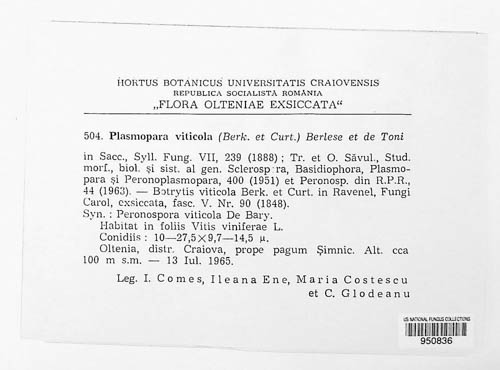 HORTUS BOTANICUS UNIVERSITATIS CRAIOVENSIS
REPUBLICA SOCIALISTĂ ROMÂNIA
„FLORA OLTENIAE EXSICCATA“
504. Plasmopara viticola (Berk. et Curt.) Berlese et de Toni
in Sacc., Syll. Fung. VII, 239 (1888) ; Tr. et O. Săvul., Stud.
morf., biol. şi sist. al gen. Sclerospora, Basidiophora, Plasmo-
para şi Peronoplasmopara, 400 (1951) et Peronosp. din R.P.R.,
44 (1963). — Botrytis viticola Berk. et Curt. in Ravenel, Fungi
Carol, exsiccata, fasc. V. Nr. 90 (1848).
Syn. : Peronospora viticola De Bary.
Habitat in foliis Vitis viniferae L.
Conidiis : 10—27,5×9,7—14,5 µ.
Oltenia, distr. Craiova, prope pagum Şimnic. Alt. cca
100 m s.m. — 13 Iul. 1965.
Leg. I. Comes, Ileana Ene, Maria Costescu
et C. Glodeanu
US NATIONAL FUNGUS COLLECTIONS
950836